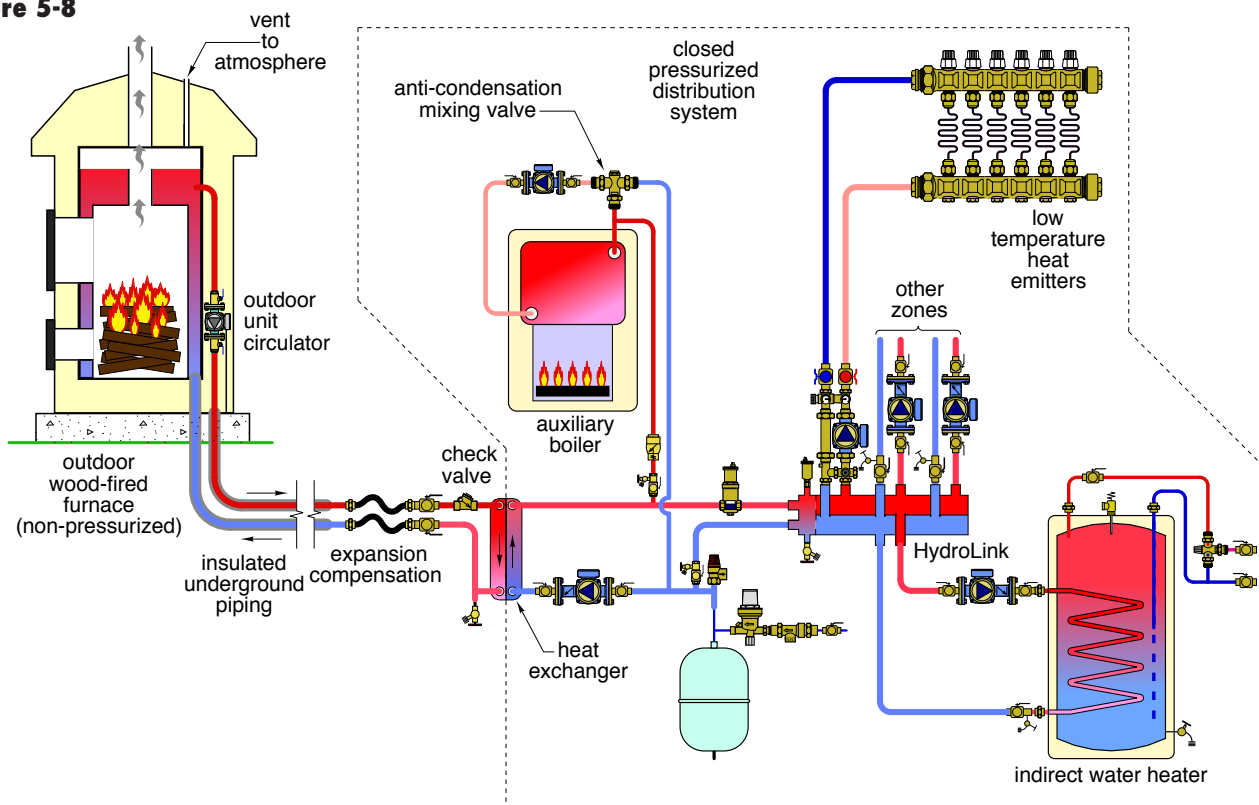 re 5-8
vent
to
atmosphere
closed
pressurized
distribution
system
anti-condensation
mixing valve
low
temperature
heat
emitters
other
zones
outdoor
unit
circulator
auxiliary
boiler
check
valve
outdoor
wood-fired
furnace
(non-pressurized)
insulated
underground
piping
expansion
compensation
HydroLink
heat
exchanger
indirect water heater